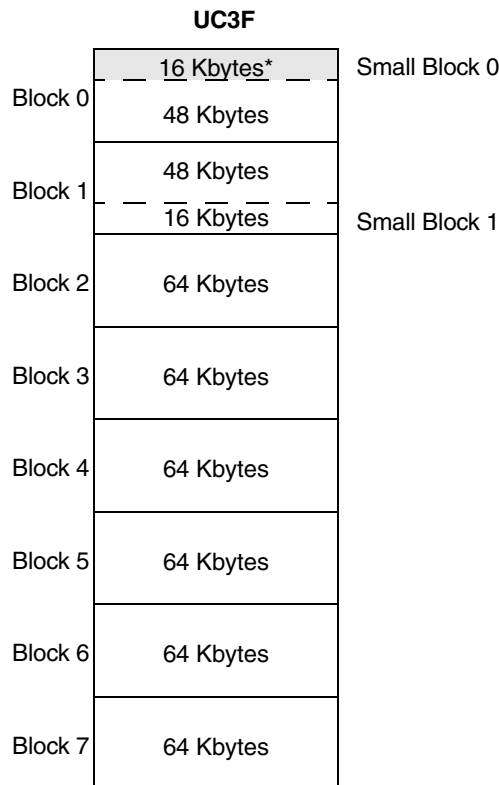 UC3F
16 Kbytes*
Small Block 0
Block 0
48 Kbytes
48 Kbytes
Block 1
16 Kbytes
Small Block 1
Block 2
64 Kbytes
Block 3
64 Kbytes
Block 4
64 Kbytes
Block 5
64 Kbytes
Block 6
64 Kbytes
Block 7
64 Kbytes